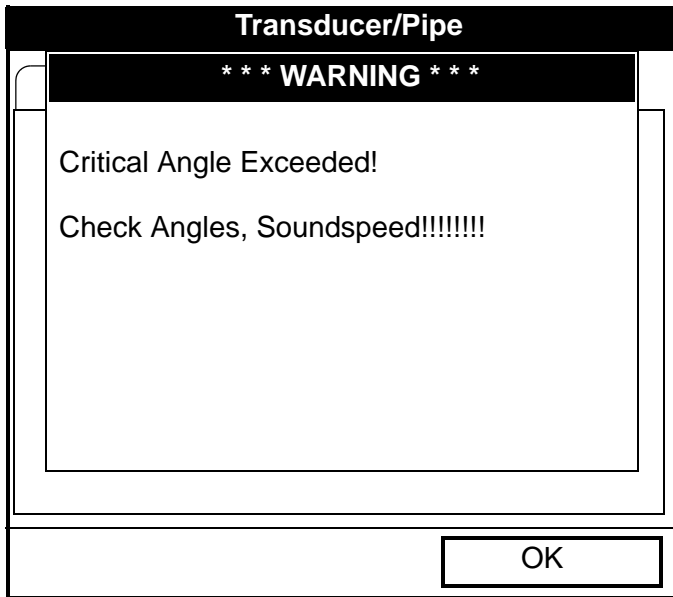 Transducer/Pipe
* * * WARNING * * *
Critical Angle Exceeded!
Check Angles, Soundspeed!!!!!!!!
OK